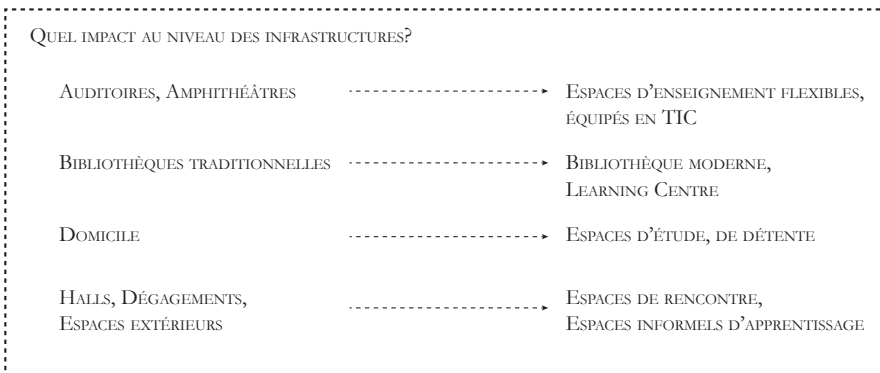 Quel impact au niveau des infrastructures?
Auditoires, Amphithéâtres
Espaces d'enseignement flexibles,
équipés en TIC
Bibliothèques traditionnelles
Bibliothèque moderne,
Learning Centre
Domicile
Espaces d'étude, de détente
Halls, Dégagements,
Espaces extérieurs
Espaces de rencontre,
Espaces informels d'apprentissage